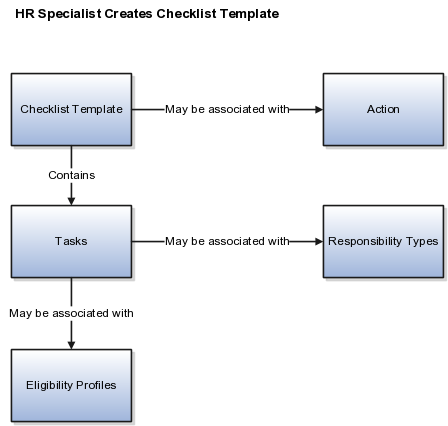 HR Specialist Creates Checklist Template
Checklist Template
May be associated with
Action
Contains
Tasks
May be associated with
Responsibility Types
May be associated with
Eligibility Profiles